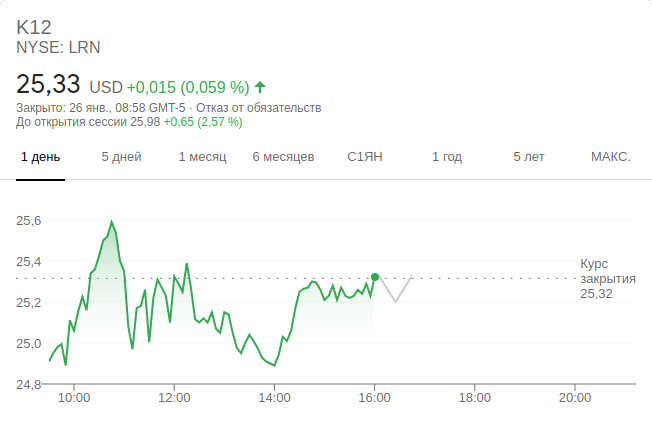 K12
NYSE: LRN
25,33 USD +0,015 (0,059 %)
Закрыто: 26 янв., 08:58 GMT-5 · Отказ от обязательств
До открытия сессии 25,98 +0,65 (2,57 %)
1 день 5 дней 1 месяц 6 месяцев С1ЯН 1 год 5 лет МАКС.
25,6
25,4
25,2
25,0
24,8
Курс
закрытия
25,32
10:00 12:00 14:00 16:00 18:00 20:00